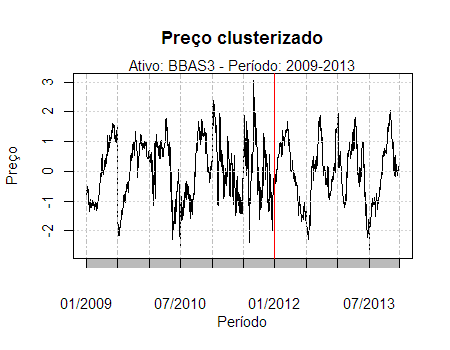 Preço clusterizado
Ativo: BBAS3 - Período: 2009-2013
Preço
3
2
1
0
-1
-2
01/2009 07/2010 01/2012 07/2013
Período